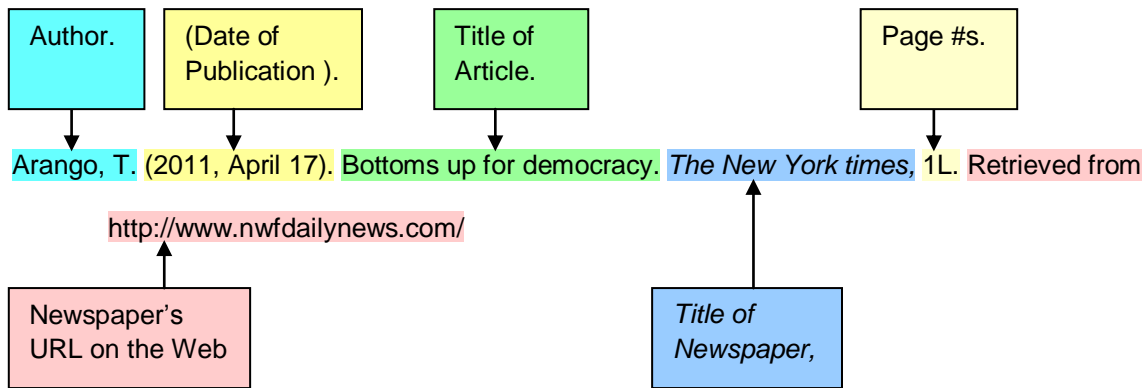 Author.
(Date of
Publication ).
Title of
Article.
Page #s.
Arango, T. (2011, April 17). Bottoms up for democracy. The New York times, 1L. Retrieved from
http://www.nwfdailynews.com/
Newspaper’s
URL on the Web
Title of
Newspaper,